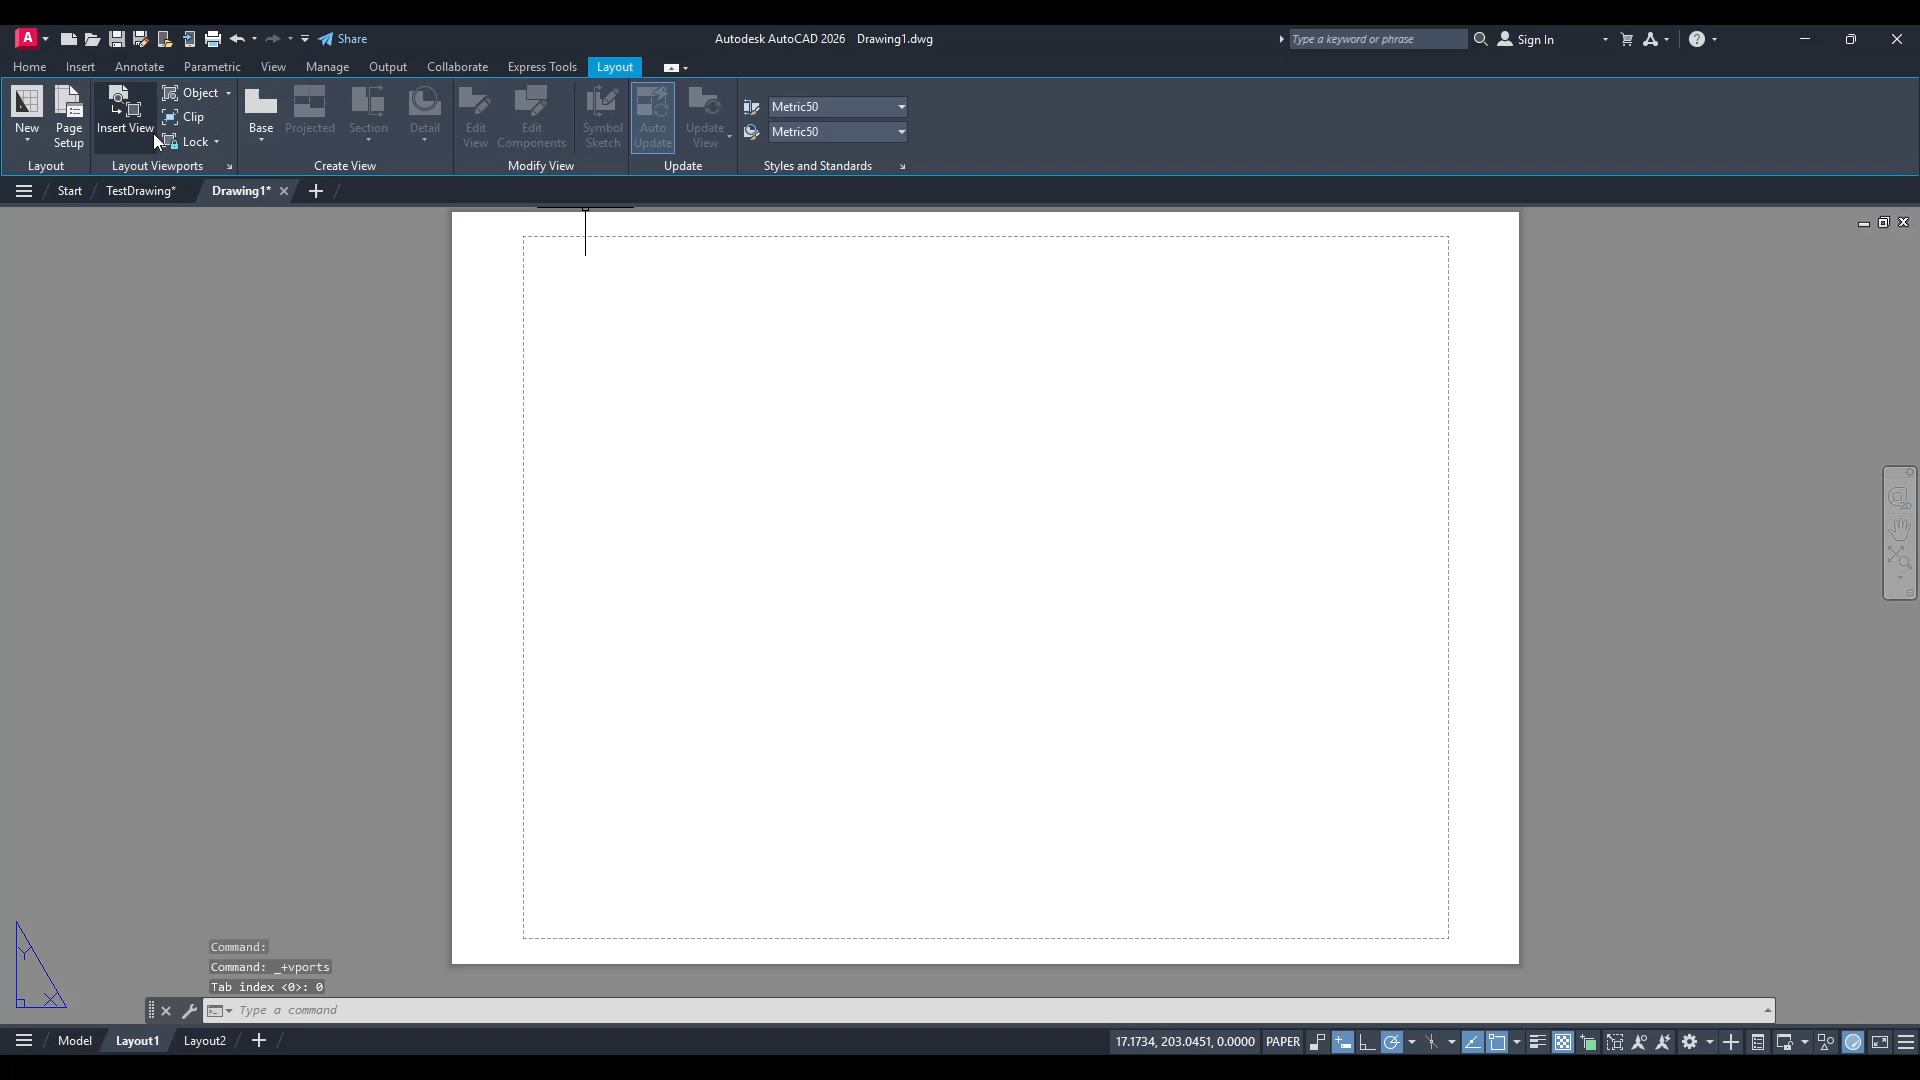 A Share Autodesk AutoCAD 2026 Drawing1.dwg Type a keyword or phrase Sign In
Home Insert Annotate Parametric View Manage Output Collaborate Express Tools Layout
New Page Setup Insert View Object Clip Lock Base Projected Section Detail Edit View Edit Components Symbol Sketch Auto Update Update View Metric50 Metric50
Layout Layout Viewports Create View Modify View Update Styles and Standards
Start TestDrawing* Drawing1*
2D
Y
X
Command:
Command: _+vports
Tab index <0>: 0
Type a command
Model Layout1 Layout2 17.1734, 203.0451, 0.0000 PAPER